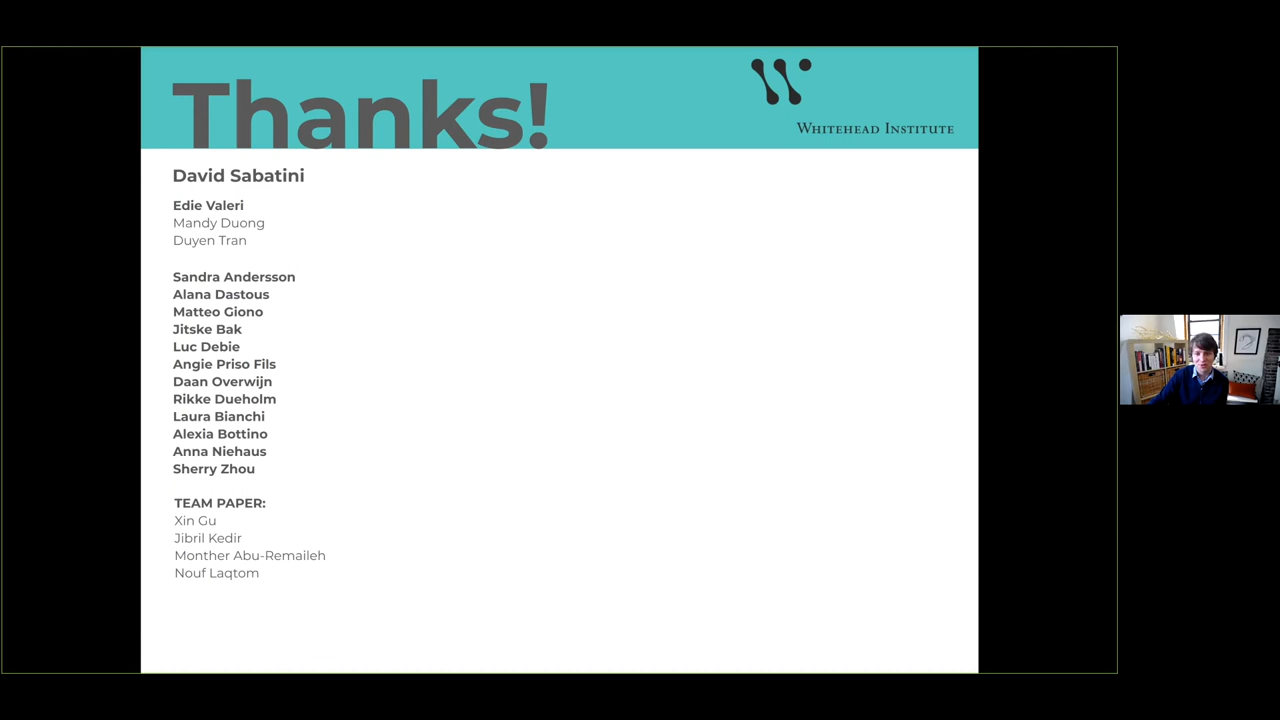 Thanks!
WHITEHEAD INSTITUTE
David Sabatini
Edie Valeri
Mandy Duong
Duyen Tran
Sandra Andersson
Alana Dastous
Matteo Giono
Jitske Bak
Luc Debie
Angie Priso Fils
Daan Overwijn
Rikke Dueholm
Laura Bianchi
Alexia Bottino
Anna Niehaus
Sherry Zhou
TEAM PAPER:
Xin Gu
Jibril Kedir
Monther Abu-Remaileh
Nouf Laqtom